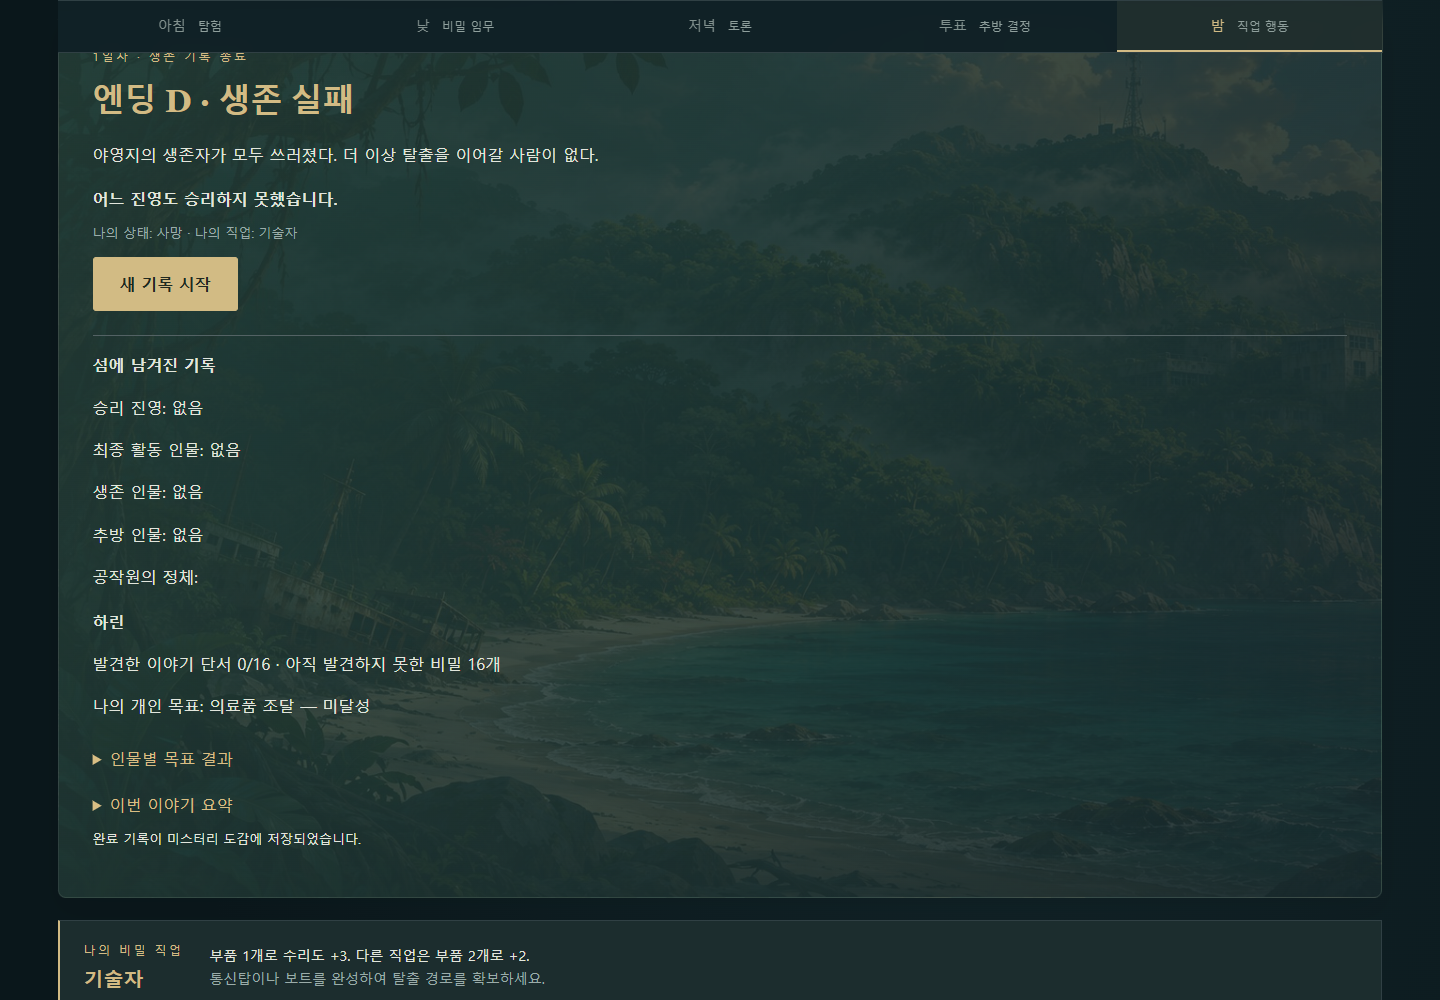 아침 탐험
낮 비밀 임무
저녁 토론
투표 추방 결정
밤 직업 행동
1일차 · 생존 기록 종료
엔딩 D · 생존 실패
야영지의 생존자가 모두 쓰러졌다. 더 이상 탈출을 이어갈 사람이 없다.
어느 진영도 승리하지 못했습니다.
나의 상태: 사망 · 나의 직업: 기술자
새 기록 시작
섬에 남겨진 기록
승리 진영: 없음
최종 활동 인물: 없음
생존 인물: 없음
추방 인물: 없음
공작원의 정체:
하린
발견한 이야기 단서 0/16 · 아직 발견하지 못한 비밀 16개
나의 개인 목표: 의료품 조달 — 미달성
▶ 인물별 목표 결과
▶ 이번 이야기 요약
완료 기록이 미스터리 도감에 저장되었습니다.
나의 비밀 직업
기술자
부품 1개로 수리도 +3. 다른 직업은 부품 2개로 +2.
통신탑이나 보트를 완성하여 탈출 경로를 확보하세요.